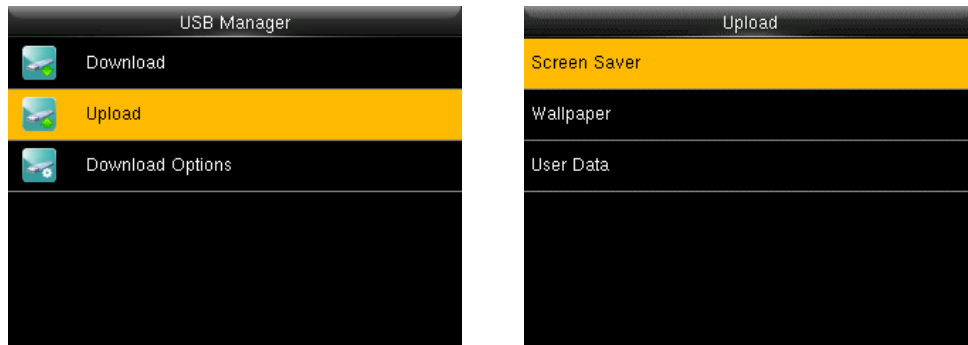 USB Manager
Download
Upload
Download Options
Upload
Screen Saver
Wallpaper
User Data